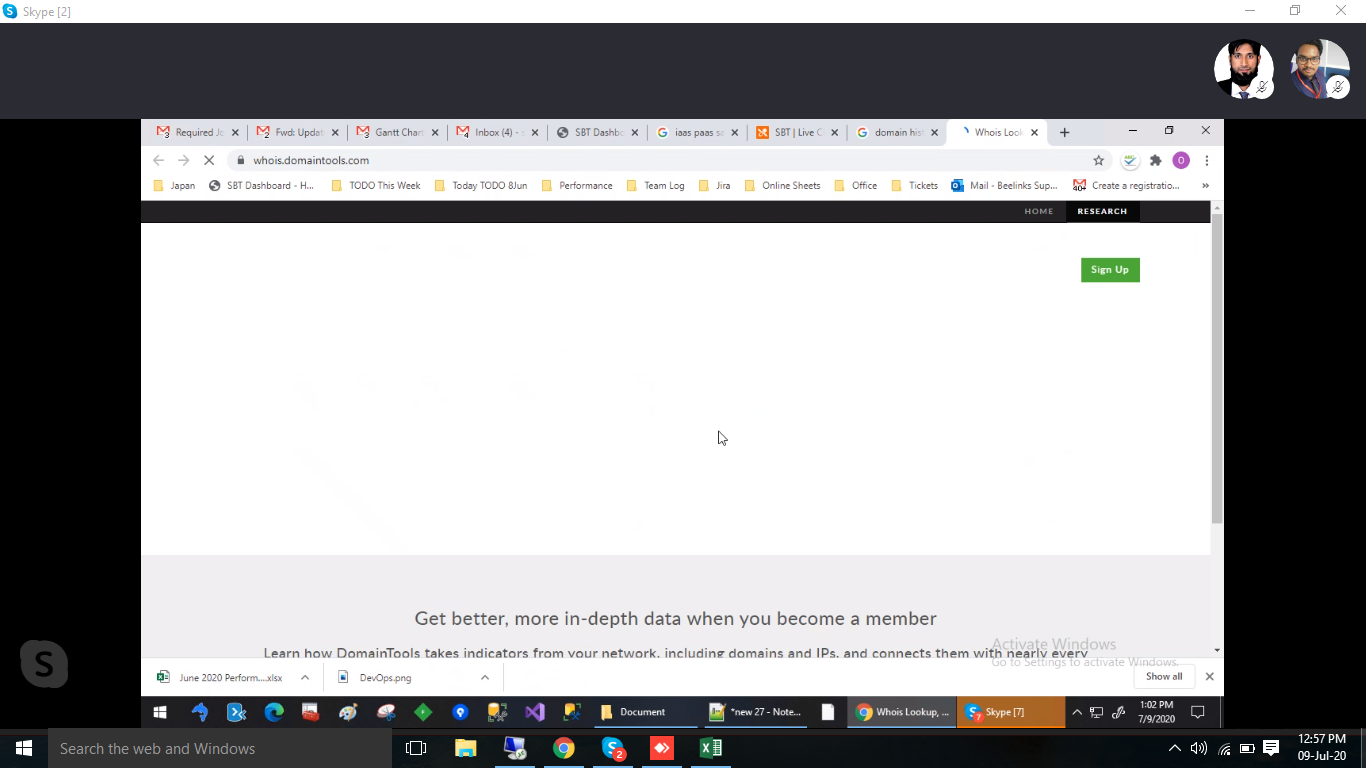 Skype [2]
Required Jo
Fwd: Updat
Gantt Chart
Inbox (4) -
SBT Dashbo
iaas paas sa
SBT | Live C
domain hist
Whois Look
whois.domaintools.com
Japan
SBT Dashboard - H...
TODO This Week
Today TODO 8Jun
Performance
Team Log
Jira
Online Sheets
Office
Tickets
Mail - Beelinks Sup...
40+
Create a registratio...
HOME
RESEARCH
Sign Up
Get better, more in-depth data when you become a member
Learn how DomainTools takes indicators from your network, including domains and IPs, and connects them with nearly every
Activate Windows
Go to Settings to activate Windows.
June 2020 Perform....xlsx
DevOps.png
Show all
Document
*new 27 - Note...
Whois Lookup, ...
Skype [7]
1:02 PM
7/9/2020
Search the web and Windows
12:57 PM
09-Jul-20